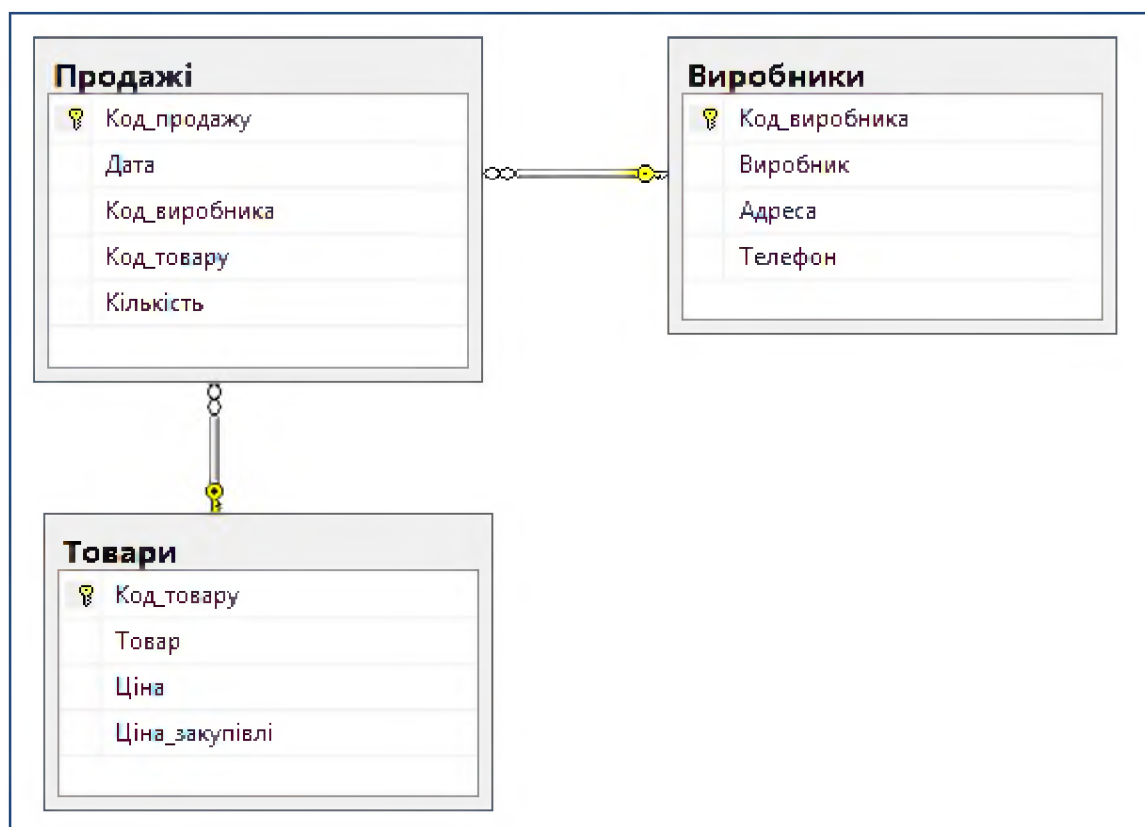 Продажі
Код_продажу
Дата
Код_виробника
Код_товару
Кількість
Виробники
Код_виробника
Виробник
Адреса
Телефон
Товари
Код_товару
Товар
Ціна
Ціна_закупівлі